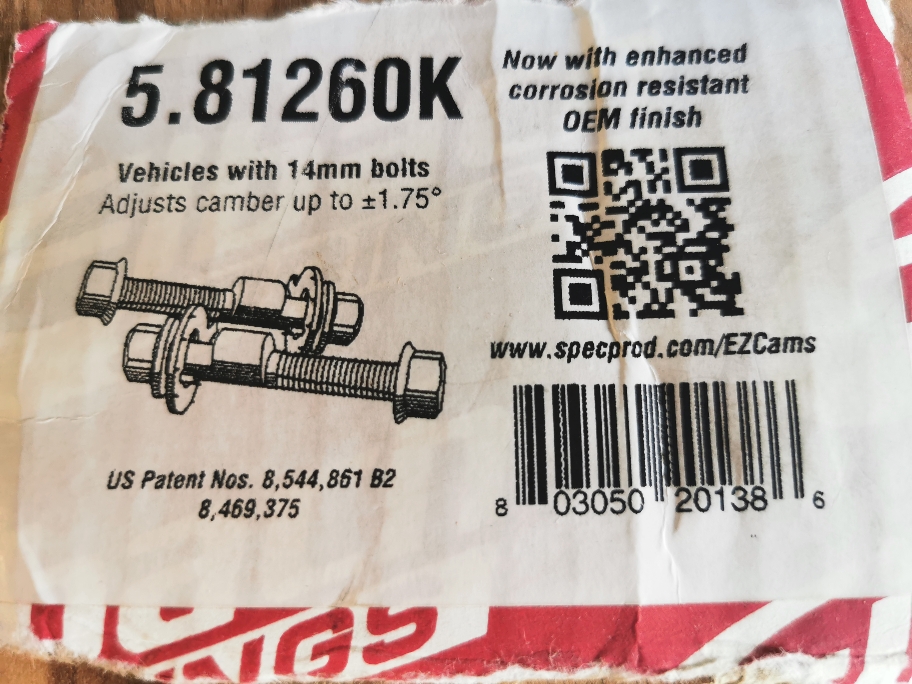 5.81260K
Vehicles with 14mm bolts
Adjusts camber up to ±1.75°
US Patent Nos. 8,544,861 B2
8,469,375
Now with enhanced
corrosion resistant
OEM finish
www.specprod.com/EZCams
8 03050 20138 6